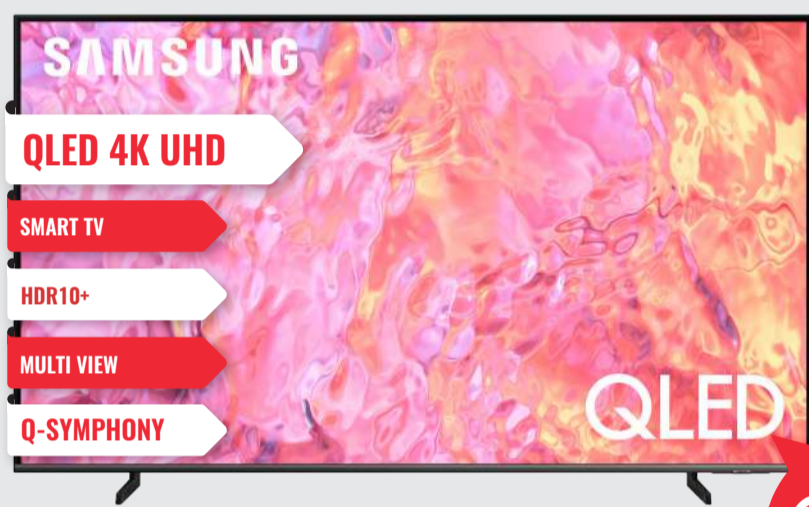 SAMSUNG
QLED 4K UHD
SMART TV
HDR10+
MULTI VIEW
Q-SYMPHONY
QLED